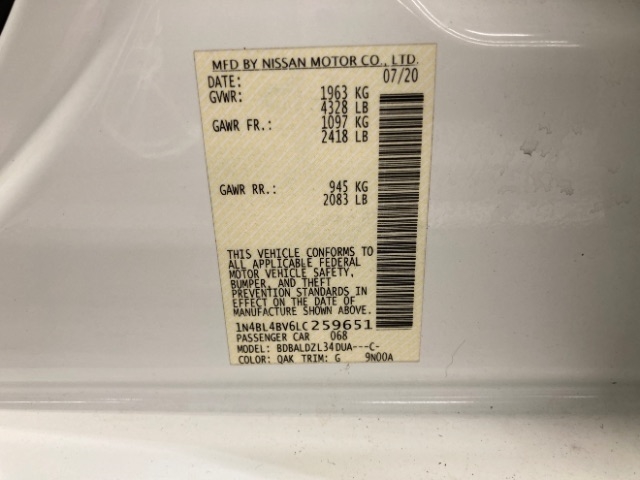 MFD BY NISSAN MOTOR CO., LTD.
DATE: 07/20
GVWR: 1963 KG
4328 LB
GAWR FR.: 1097 KG
2418 LB
GAWR RR.: 945 KG
2083 LB
THIS VEHICLE CONFORMS TO
ALL APPLICABLE FEDERAL
MOTOR VEHICLE SAFETY,
BUMPER, AND THEFT
PREVENTION STANDARDS IN
EFFECT ON THE DATE OF
MANUFACTURE SHOWN ABOVE.
1N4BL4BV6LC259651
PASSENGER CAR 068
MODEL: BDBALDZL34DUA---C-
COLOR: QAK TRIM: G 9N00A